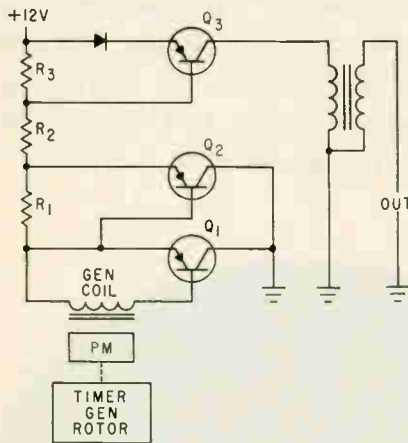 +12V
Q3
R3
R2
Q2
R1
OUT
Q1
GEN
COIL
PM
TIMER
GEN
ROTOR